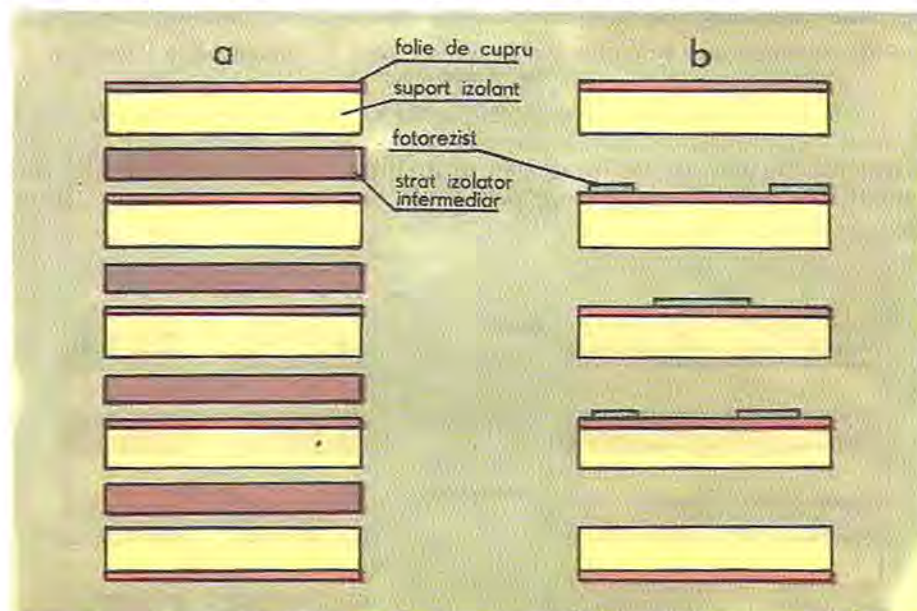 a
b
folie de cupru
suport izolant
fotorezist
strat izolator
intermediar